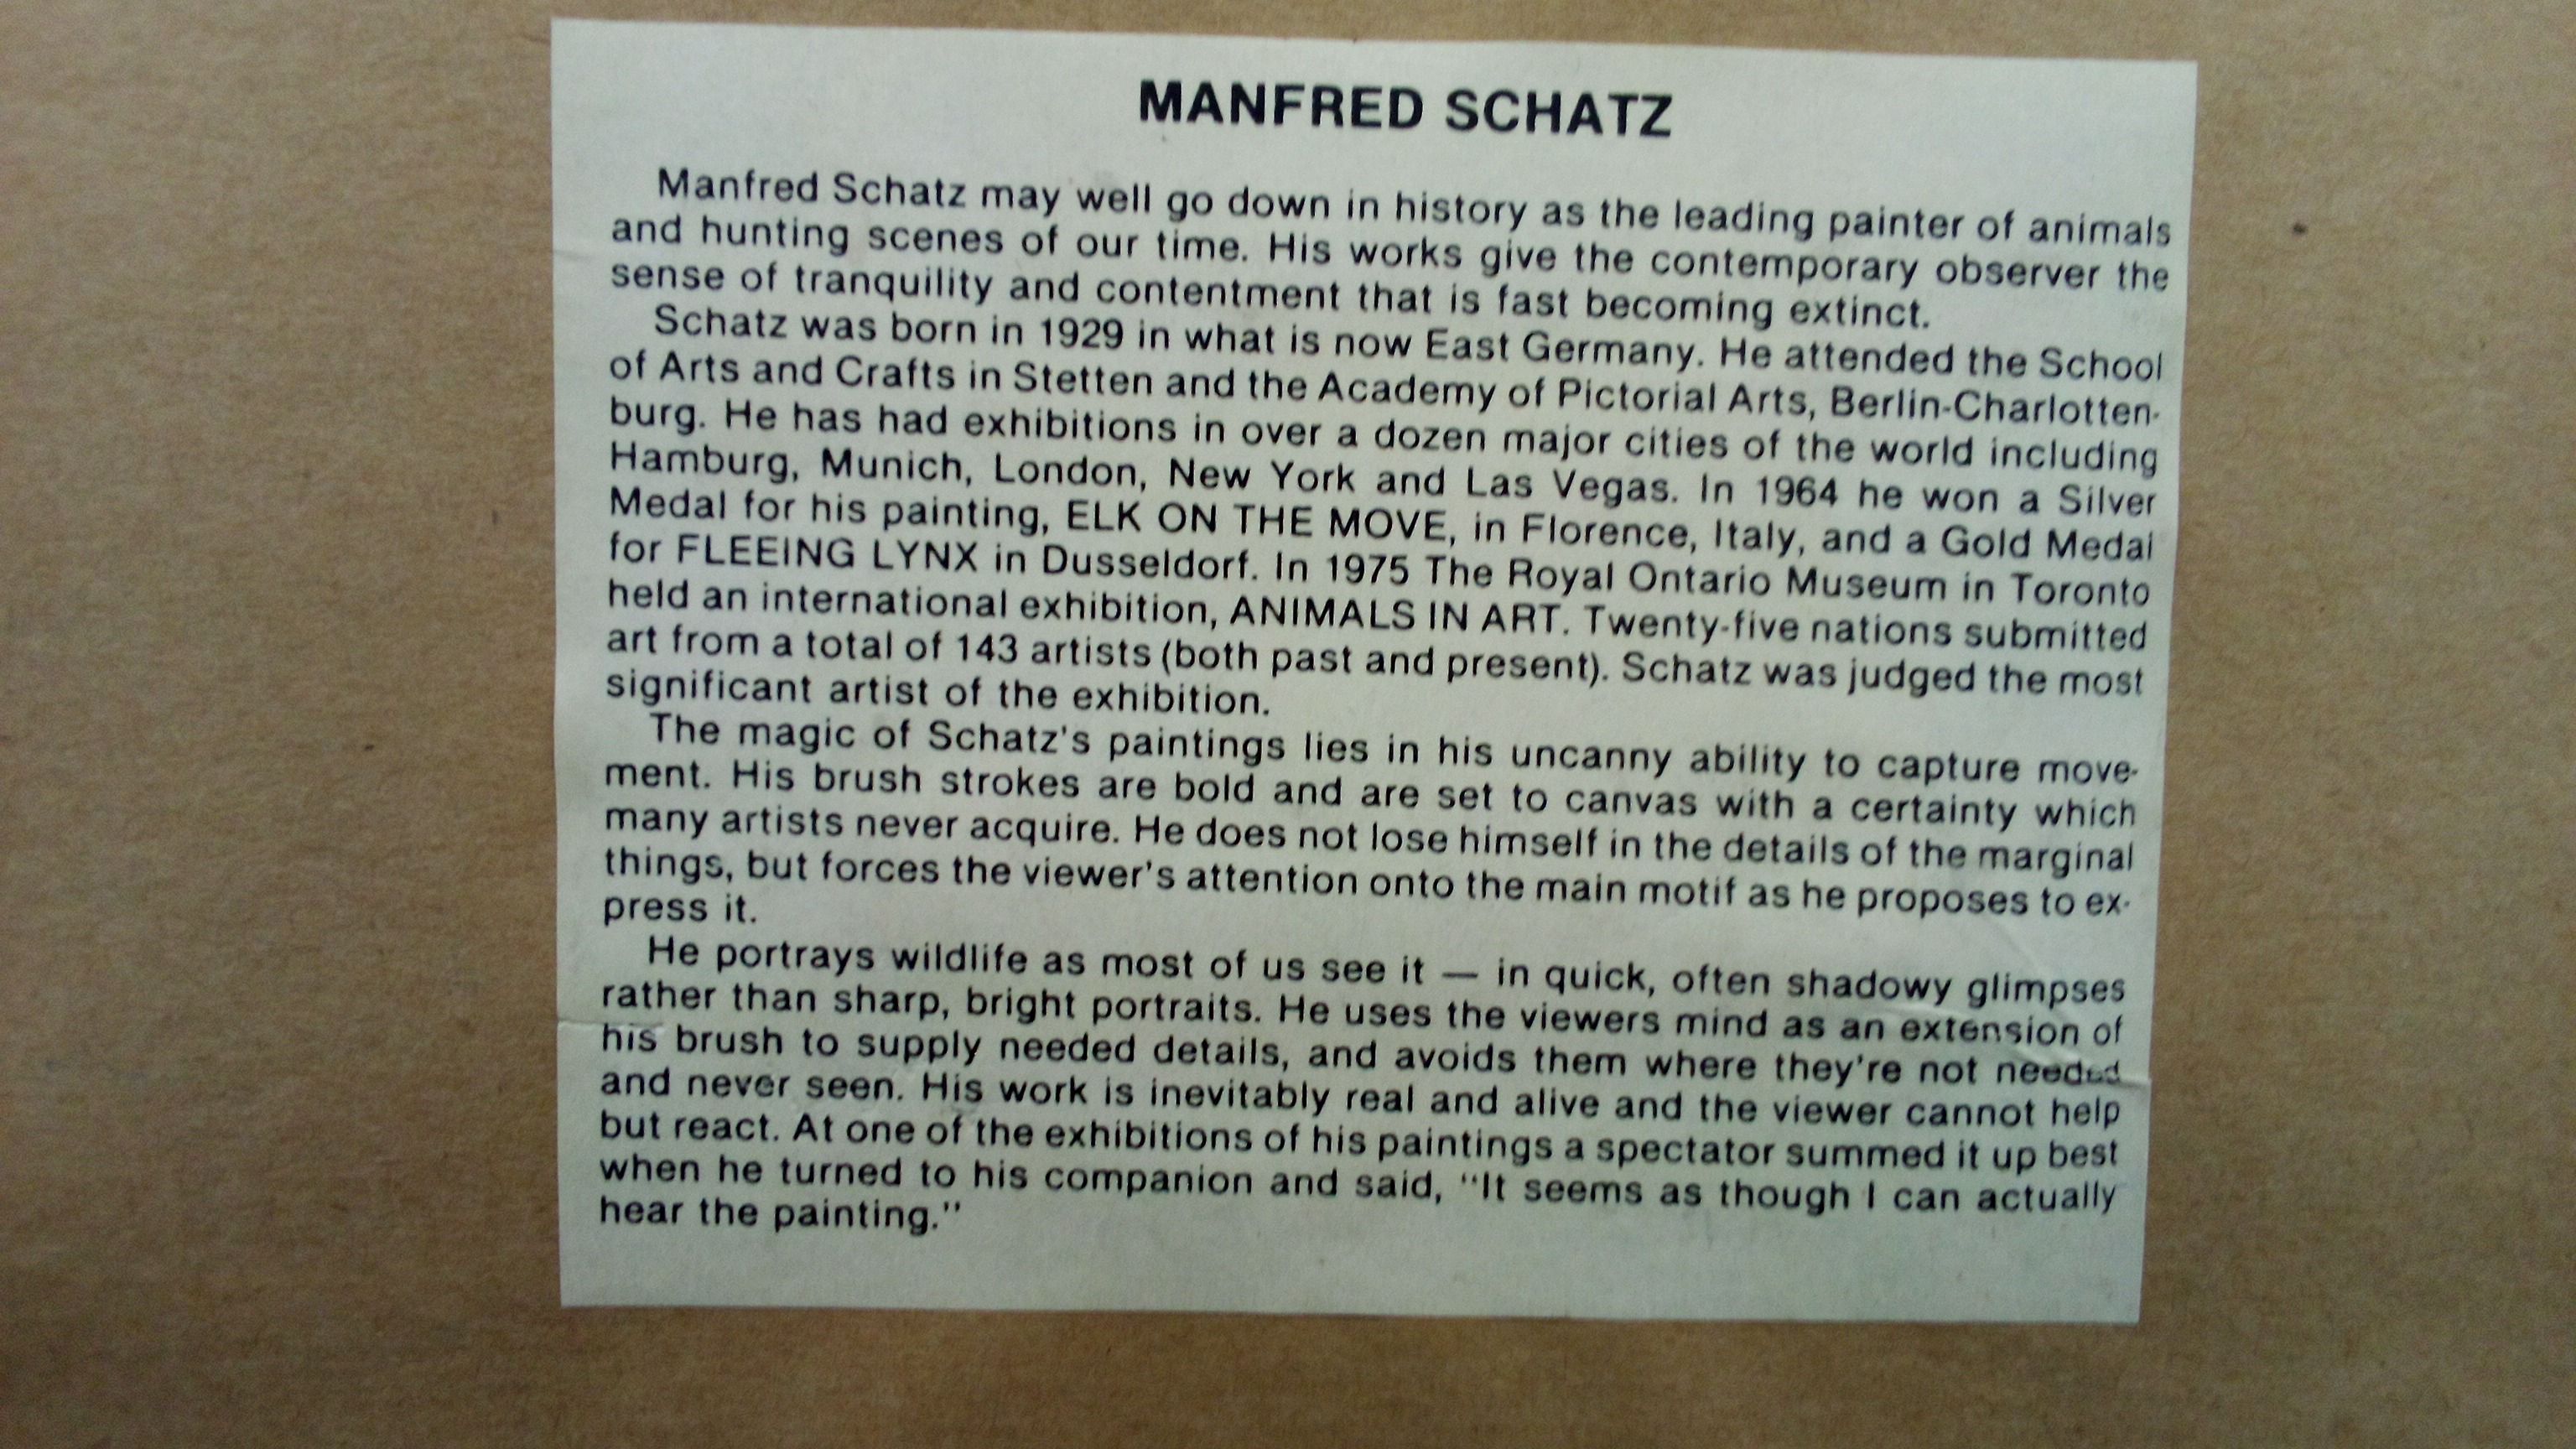 MANFRED SCHATZ
Manfred Schatz may well go down in history as the leading painter of animals
and hunting scenes of our time. His works give the contemporary observer the
sense of tranquility and contentment that is fast becoming extinct.
Schatz was born in 1929 in what is now East Germany. He attended the School
of Arts and Crafts in Stetten and the Academy of Pictorial Arts, Berlin-Charlotten-
burg. He has had exhibitions in over a dozen major cities of the world including
Hamburg, Munich, London, New York and Las Vegas. In 1964 he won a Silver
Medal for his painting, ELK ON THE MOVE, in Florence, Italy, and a Gold Medal
for FLEEING LYNX in Dusseldorf. In 1975 The Royal Ontario Museum in Toronto
held an international exhibition, ANIMALS IN ART. Twenty-five nations submitted
art from a total of 143 artists (both past and present). Schatz was judged the most
significant artist of the exhibition.
The magic of Schatz's paintings lies in his uncanny ability to capture move-
ment. His brush strokes are bold and are set to canvas with a certainty which
many artists never acquire. He does not lose himself in the details of the marginal
things, but forces the viewer's attention onto the main motif as he proposes to ex-
press it.
He portrays wildlife as most of us see it — in quick, often shadowy glimpses
rather than sharp, bright portraits. He uses the viewers mind as an extension of
his brush to supply needed details, and avoids them where they're not needed
and never seen. His work is inevitably real and alive and the viewer cannot help
but react. At one of the exhibitions of his paintings a spectator summed it up best
when he turned to his companion and said, "It seems as though I can actually
hear the painting."